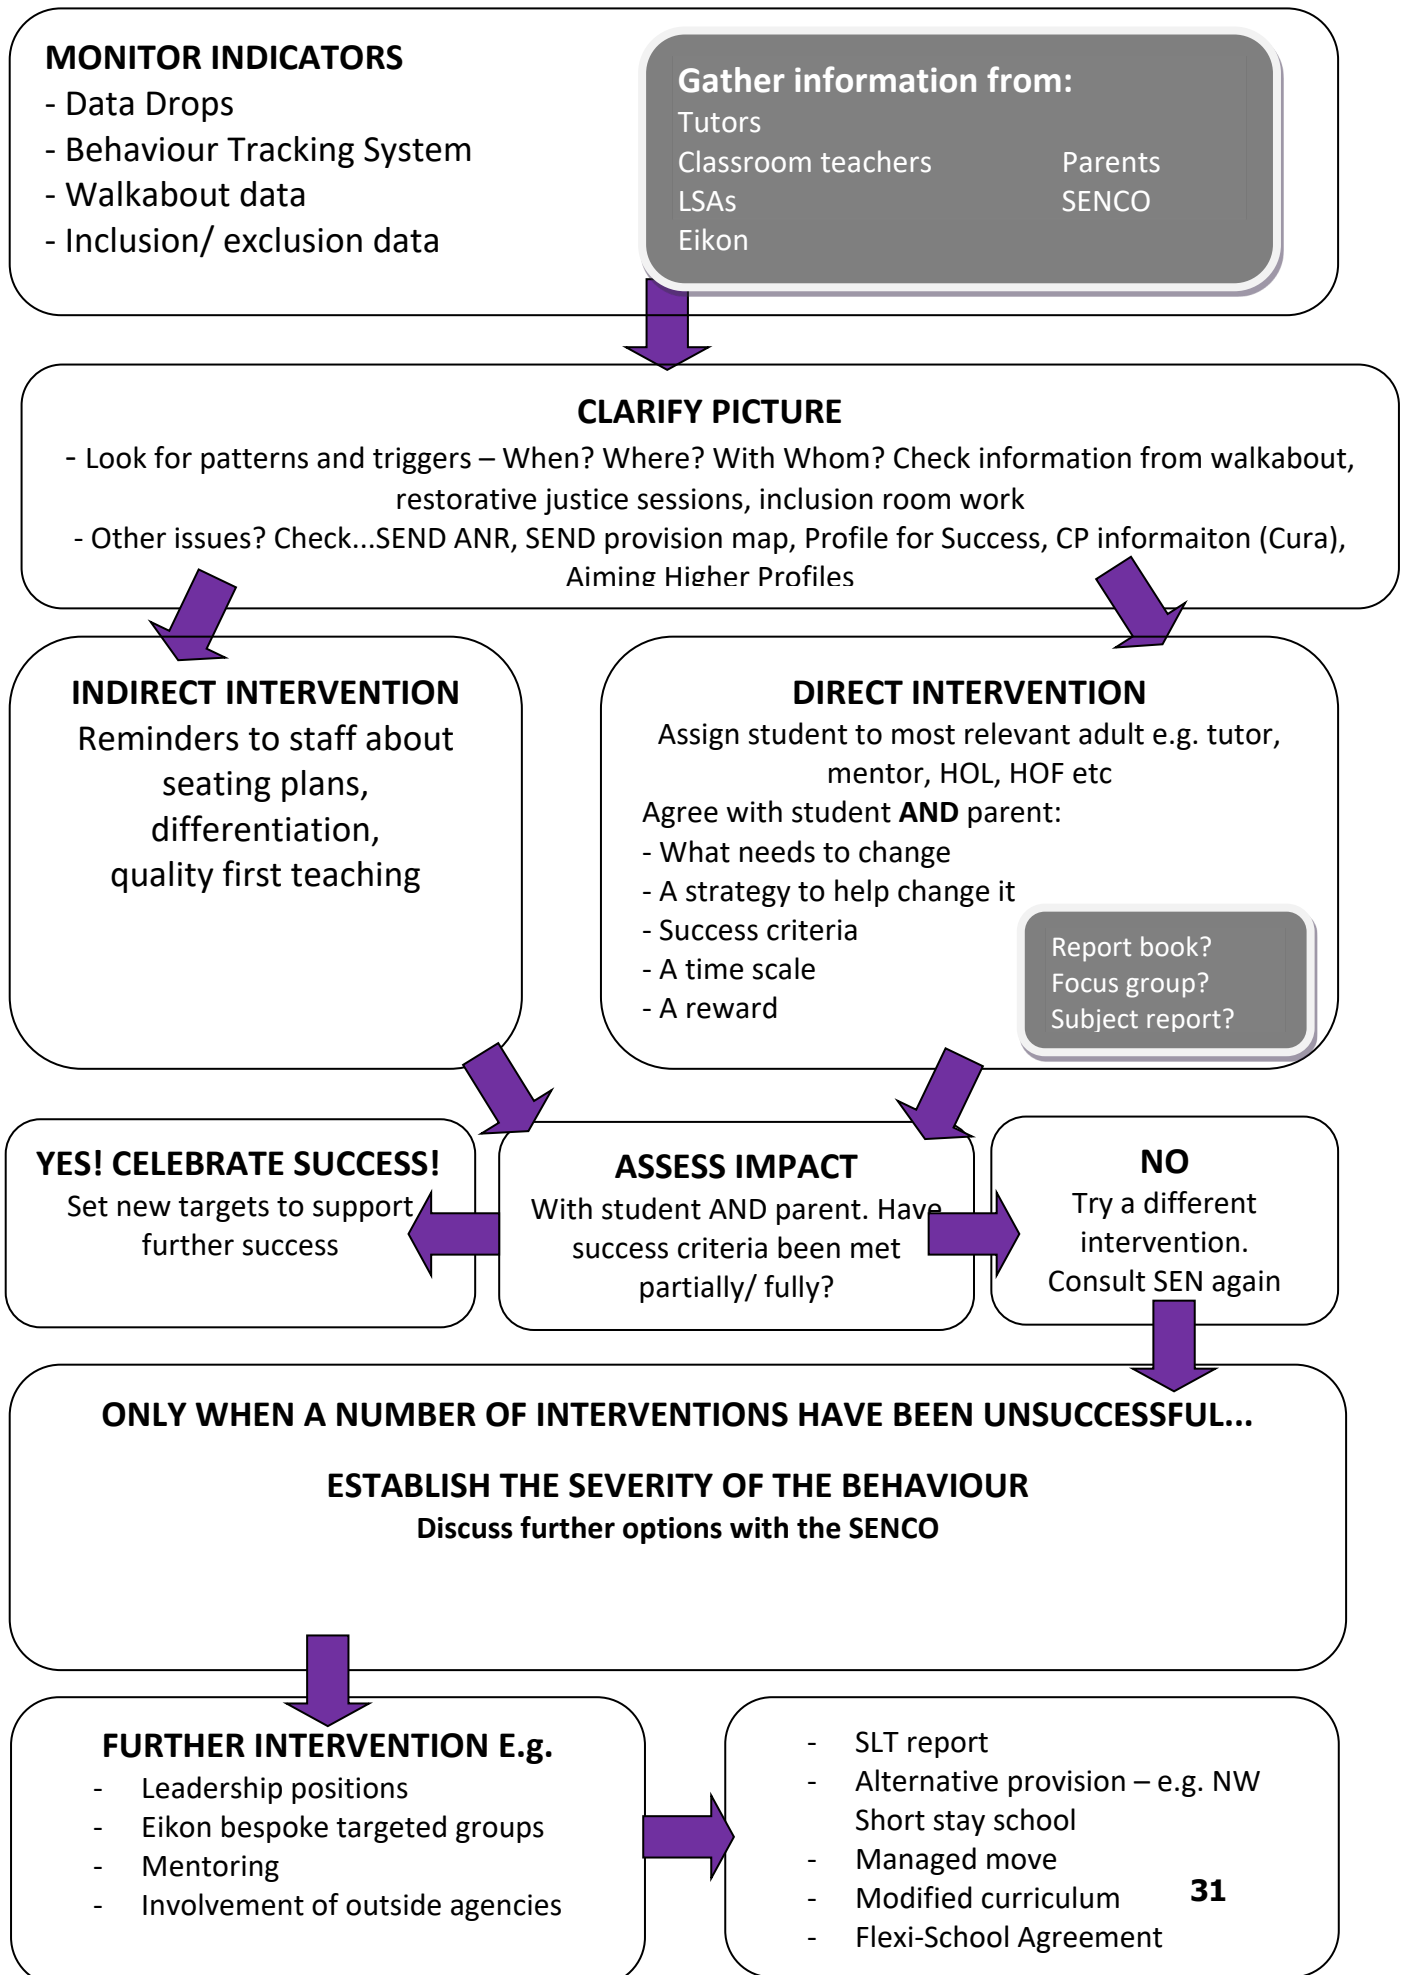 MONITOR INDICATORS
- Data Drops
- Behaviour Tracking System
- Walkabout data
- Inclusion/ exclusion data
Gather information from:
Tutors
Classroom teachers Parents
LSAs SENCO
Eikon
CLARIFY PICTURE
- Look for patterns and triggers – When? Where? With Whom? Check information from walkabout,
restorative justice sessions, inclusion room work
- Other issues? Check...SEND ANR, SEND provision map, Profile for Success, CP informaiton (Cura),
Aiming Higher Profiles
INDIRECT INTERVENTION
Reminders to staff about
seating plans,
differentiation,
quality first teaching
DIRECT INTERVENTION
Assign student to most relevant adult e.g. tutor,
mentor, HOL, HOF etc
Agree with student AND parent:
- What needs to change
- A strategy to help change it
- Success criteria
- A time scale
- A reward
Report book?
Focus group?
Subject report?
YES! CELEBRATE SUCCESS!
Set new targets to support
further success
ASSESS IMPACT
With student AND parent. Have
success criteria been met
partially/ fully?
NO
Try a different
intervention.
Consult SEN again
ONLY WHEN A NUMBER OF INTERVENTIONS HAVE BEEN UNSUCCESSFUL...
ESTABLISH THE SEVERITY OF THE BEHAVIOUR
Discuss further options with the SENCO
FURTHER INTERVENTION E.g.
- Leadership positions
- Eikon bespoke targeted groups
- Mentoring
- Involvement of outside agencies
- SLT report
- Alternative provision – e.g. NW
Short stay school
- Managed move
- Modified curriculum
- Flexi-School Agreement
31